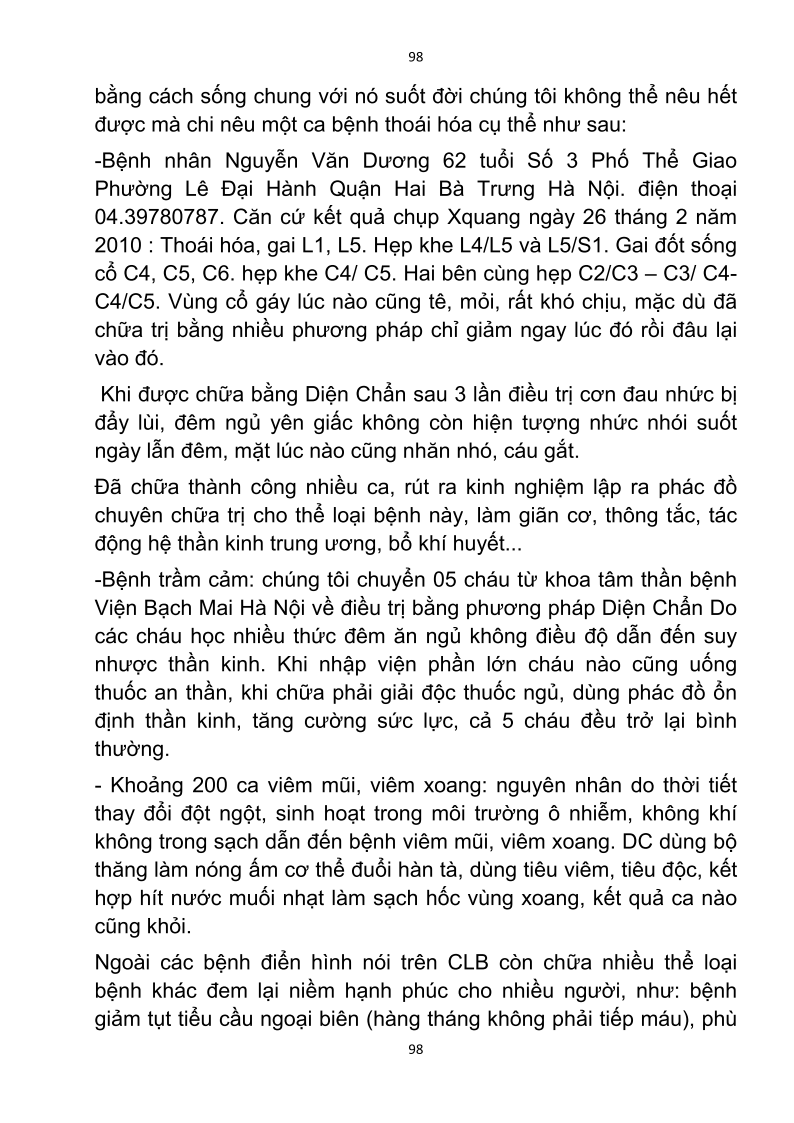 98
bằng cách sống chung với nó suốt đời chúng tôi không thể nêu hết
được mà chi nêu một ca bệnh thoái hóa cụ thể như sau:
-Bệnh nhân Nguyễn Văn Dương 62 tuổi Số 3 Phố Thể Giao
Phường Lê Đại Hành Quận Hai Bà Trưng Hà Nội. điện thoại
04.39780787. Căn cứ kết quả chụp Xquang ngày 26 tháng 2 năm
2010 : Thoái hóa, gai L1, L5. Hẹp khe L4/L5 và L5/S1. Gai đốt sống
cổ C4, C5, C6. hẹp khe C4/ C5. Hai bên cùng hẹp C2/C3 – C3/ C4-
C4/C5. Vùng cổ gáy lúc nào cũng tê, mỏi, rất khó chịu, mặc dù đã
chữa trị bằng nhiều phương pháp chỉ giảm ngay lúc đó rồi đâu lại
vào đó.
Khi được chữa bằng Diện Chẩn sau 3 lần điều trị cơn đau nhức bị
đẩy lùi, đêm ngủ yên giấc không còn hiện tượng nhức nhói suốt
ngày lẫn đêm, mặt lúc nào cũng nhăn nhó, cáu gắt.
Đã chữa thành công nhiều ca, rút ra kinh nghiệm lập ra phác đồ
chuyên chữa trị cho thể loại bệnh này, làm giãn cơ, thông tắc, tác
động hệ thần kinh trung ương, bổ khí huyết...
-Bệnh trầm cảm: chúng tôi chuyển 05 cháu từ khoa tâm thần bệnh
Viện Bạch Mai Hà Nội về điều trị bằng phương pháp Diện Chẩn Do
các cháu học nhiều thức đêm ăn ngủ không điều độ dẫn đến suy
nhược thần kinh. Khi nhập viện phần lớn cháu nào cũng uống
thuốc an thần, khi chữa phải giải độc thuốc ngủ, dùng phác đồ ổn
định thần kinh, tăng cường sức lực, cả 5 cháu đều trở lại bình
thường.
- Khoảng 200 ca viêm mũi, viêm xoang: nguyên nhân do thời tiết
thay đổi đột ngột, sinh hoạt trong môi trường ô nhiễm, không khí
không trong sạch dẫn đến bệnh viêm mũi, viêm xoang. DC dùng bộ
thăng làm nóng ấm cơ thể đuổi hàn tà, dùng tiêu viêm, tiêu độc, kết
hợp hít nước muối nhạt làm sạch hốc vùng xoang, kết quả ca nào
cũng khỏi.
Ngoài các bệnh điển hình nói trên CLB còn chữa nhiều thể loại
bệnh khác đem lại niềm hạnh phúc cho nhiều người, như: bệnh
giảm tụt tiểu cầu ngoại biên (hàng tháng không phải tiếp máu), phù
98